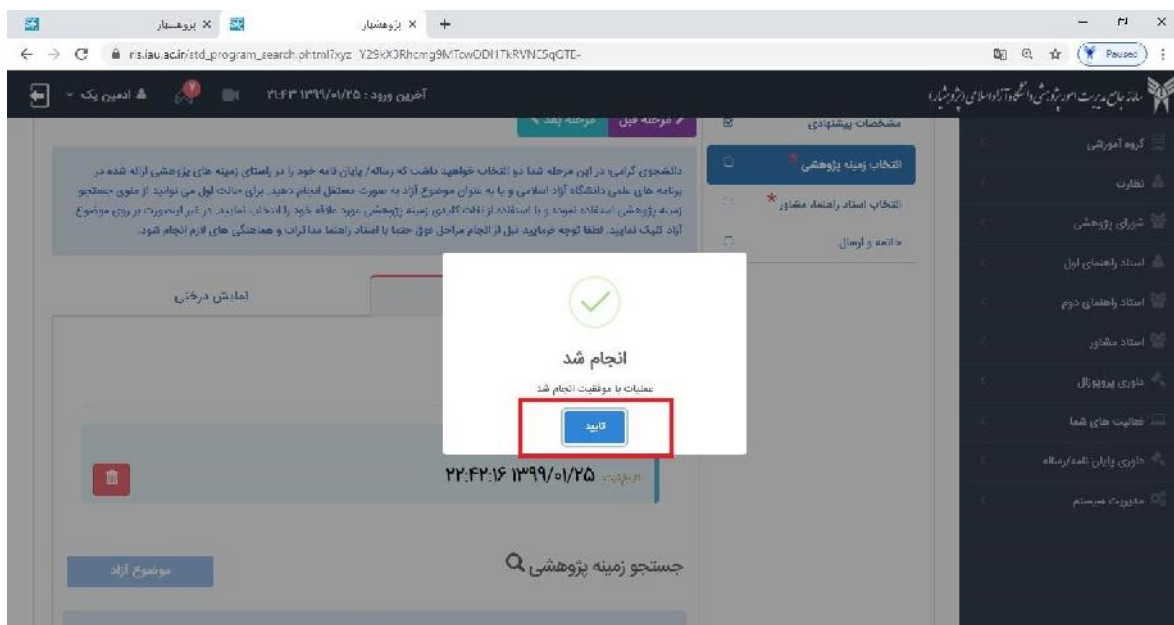 پژوهشیار
پژوهشیار
ris.iau.ac.ir/std_program_search.phtml?xyz
Paused
سامانه جامع مدیریت امور پژوهشی دانشگاه آزاد اسلامی (پژوهشیار)
آخرین ورود : ۱۳۹۹/۰۱/۲۵ ۲۱:۴۳
ادمین یک
گروه آموزشی
نظارت
شورای پژوهشی
استاد راهنمای اول
استاد راهنمای دوم
استاد مشاور
داوری پروپوزال
فعالیت های شما
داوری پایان نامه/رساله
مدیریت سیستم
مشخصات پیشنهادی
انتخاب زمینه پژوهشی *
انتخاب استاد راهنما، مشاور *
خاتمه و ارسال
مرحله قبل
مرحله بعد
دانشجوی گرامی؛ در این مرحله شما دو انتخاب خواهید داشت که رساله/ پایان نامه خود را در راستای زمینه های پژوهشی ارائه شده در
برنامه های علمی دانشگاه آزاد اسلامی و یا به عنوان موضوع آزاد به صورت مستقل انجام دهید. برای حالت اول می توانید از منوی جستجو
زمینه پژوهشی استفاده نموده و با استفاده از لغات کلیدی زمینه پژوهشی مورد علاقه خود را انتخاب نمایید. در غیر اینصورت بر روی موضوع
آزاد کلیک نمایید. لطفا توجه فرمایید قبل از انجام مراحل فوق حتما با استاد راهنما مذاکرات و هماهنگی های لازم انجام شود.
نمایش درختی
انجام شد
عملیات با موفقیت انجام شد
تایید
تاریخ ثبت: ۱۳۹۹/۰۱/۲۵ ۲۲:۴۲:۱۶
جستجو زمینه پژوهشی
موضوع آزاد